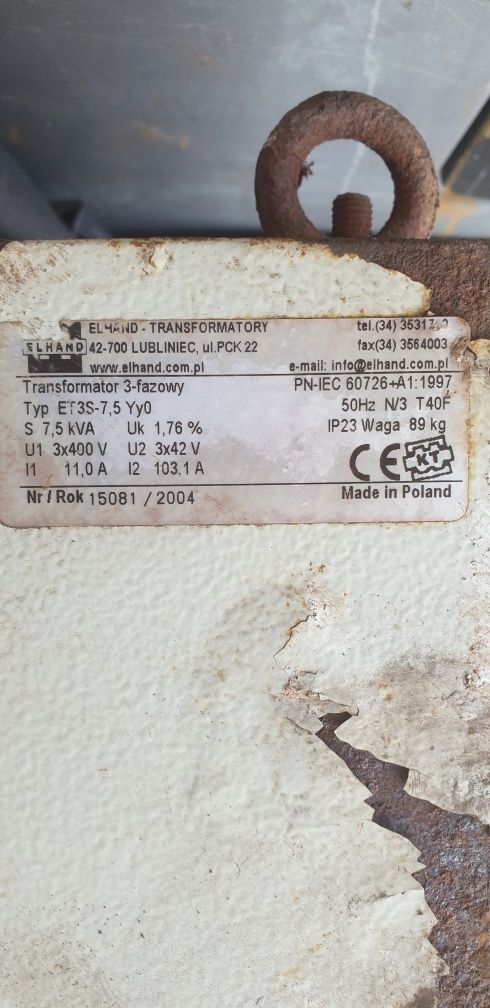 ELHAND - TRANSFORMATORY
ELHAND 42-700 LUBLINIEC, ul.PCK 22 fax(34) 3564003
www.elhand.com.pl e-mail: info@elhand.com.pl
Transformator 3-fazowy PN-IEC 60726+A1:1997
Typ ET3S-7,5 Yy0 50Hz N/3 T40F
S 7,5 kVA Uk 1,76 % IP23 Waga 89 kg
U1 3x400 V U2 3x42 V
I1 11,0 A I2 103,1 A CE KT
Nr / Rok 15081 / 2004 Made in Poland